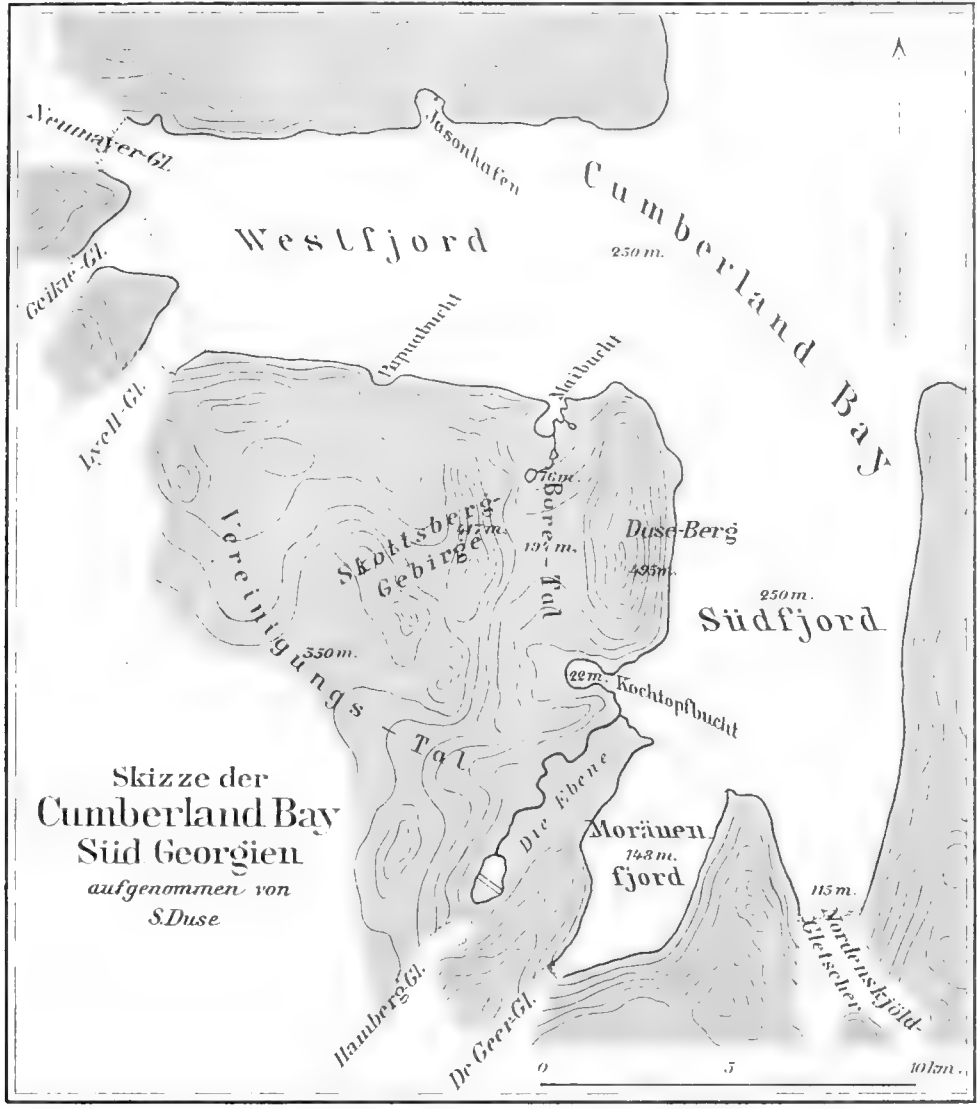 Neumayer-Gl.
Jasonhafen
Cumberland Bay
Westfjord
250 m.
Geikie-Gl.
Papuabucht
Maibucht
Lyell-Gl.
76 m.
Bore-Tal
Skottsberg-
Gebirge
417 m.
194 m.
Duse-Berg
495 m.
Vereinigungs-Tal
350 m.
250 m.
Südfjord
22 m.
Kochtopfbucht
Die Ebene
Skizze der
Cumberland Bay
Süd Georgien
aufgenommen von
S. Duse
Moränen
148 m.
fjord
115 m.
Nordenskjöld-
Gletscher
Hamberg-Gl.
De Geer-Gl.
0 5 10 km.